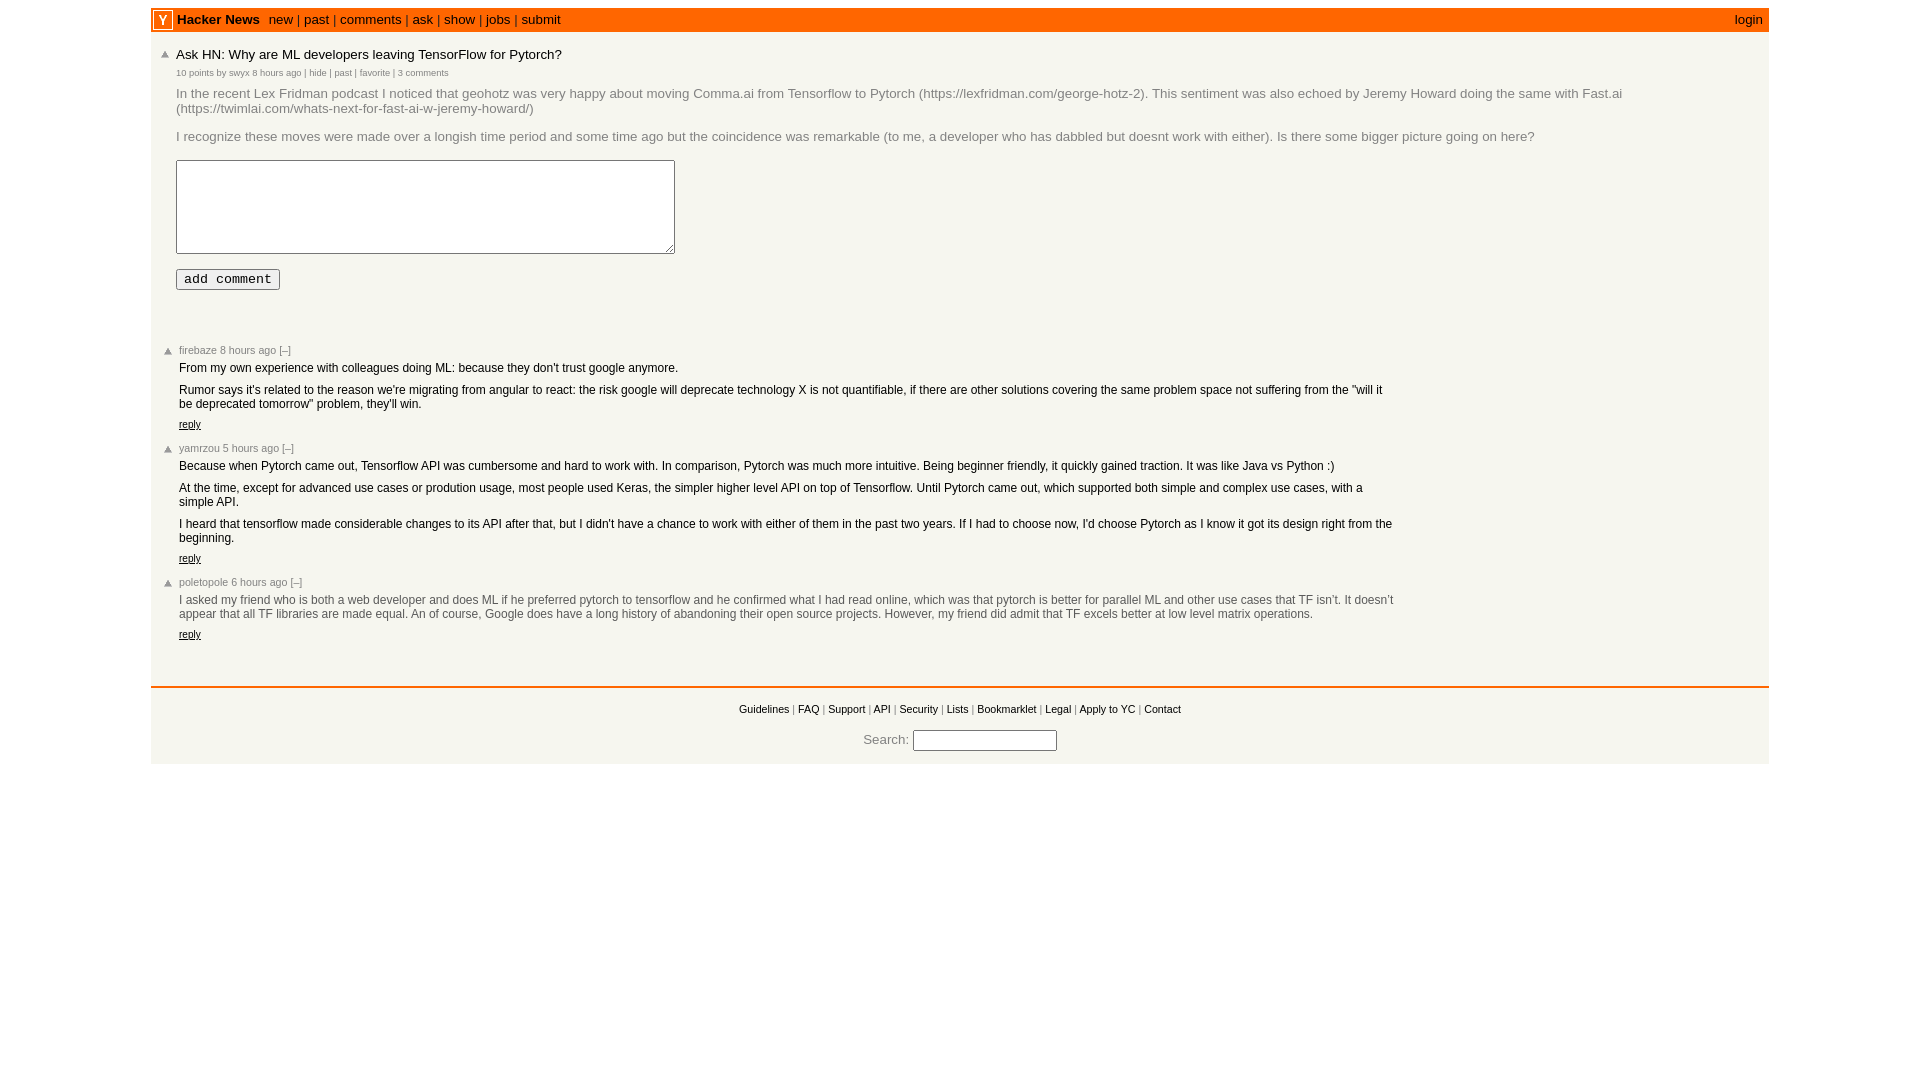 Y Hacker News new | past | comments | ask | show | jobs | submit login
Ask HN: Why are ML developers leaving TensorFlow for Pytorch?
10 points by swyx 8 hours ago | hide | past | favorite | 3 comments
In the recent Lex Fridman podcast I noticed that geohotz was very happy about moving Comma.ai from Tensorflow to Pytorch (https://lexfridman.com/george-hotz-2). This sentiment was also echoed by Jeremy Howard doing the same with Fast.ai
(https://twimlai.com/whats-next-for-fast-ai-w-jeremy-howard/)
I recognize these moves were made over a longish time period and some time ago but the coincidence was remarkable (to me, a developer who has dabbled but doesnt work with either). Is there some bigger picture going on here?
add comment
firebaze 8 hours ago [–]
From my own experience with colleagues doing ML: because they don't trust google anymore.
Rumor says it's related to the reason we're migrating from angular to react: the risk google will deprecate technology X is not quantifiable, if there are other solutions covering the same problem space not suffering from the "will it
be deprecated tomorrow" problem, they'll win.
reply
yamrzou 5 hours ago [–]
Because when Pytorch came out, Tensorflow API was cumbersome and hard to work with. In comparison, Pytorch was much more intuitive. Being beginner friendly, it quickly gained traction. It was like Java vs Python :)
At the time, except for advanced use cases or prodution usage, most people used Keras, the simpler higher level API on top of Tensorflow. Until Pytorch came out, which supported both simple and complex use cases, with a
simple API.
I heard that tensorflow made considerable changes to its API after that, but I didn't have a chance to work with either of them in the past two years. If I had to choose now, I'd choose Pytorch as I know it got its design right from the
beginning.
reply
poletopole 6 hours ago [–]
I asked my friend who is both a web developer and does ML if he preferred pytorch to tensorflow and he confirmed what I had read online, which was that pytorch is better for parallel ML and other use cases that TF isn’t. It doesn’t
appear that all TF libraries are made equal. An of course, Google does have a long history of abandoning their open source projects. However, my friend did admit that TF excels better at low level matrix operations.
reply
Guidelines | FAQ | Support | API | Security | Lists | Bookmarklet | Legal | Apply to YC | Contact
Search: